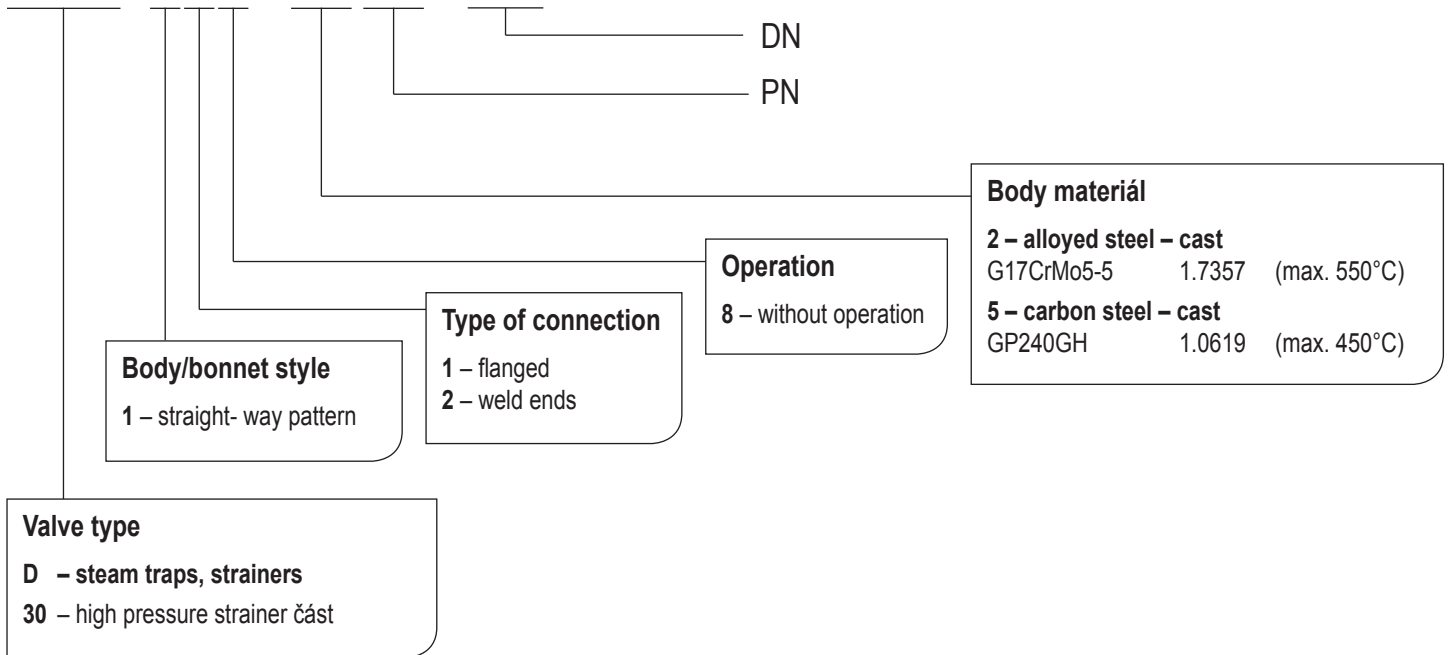 DN
PN
Body materiál
2 – alloyed steel – cast
G17CrMo5-5 1.7357 (max. 550°C)
5 – carbon steel – cast
GP240GH 1.0619 (max. 450°C)
Operation
8 – without operation
Type of connection
1 – flanged
2 – weld ends
Body/bonnet style
1 – straight- way pattern
Valve type
D – steam traps, strainers
30 – high pressure strainer část